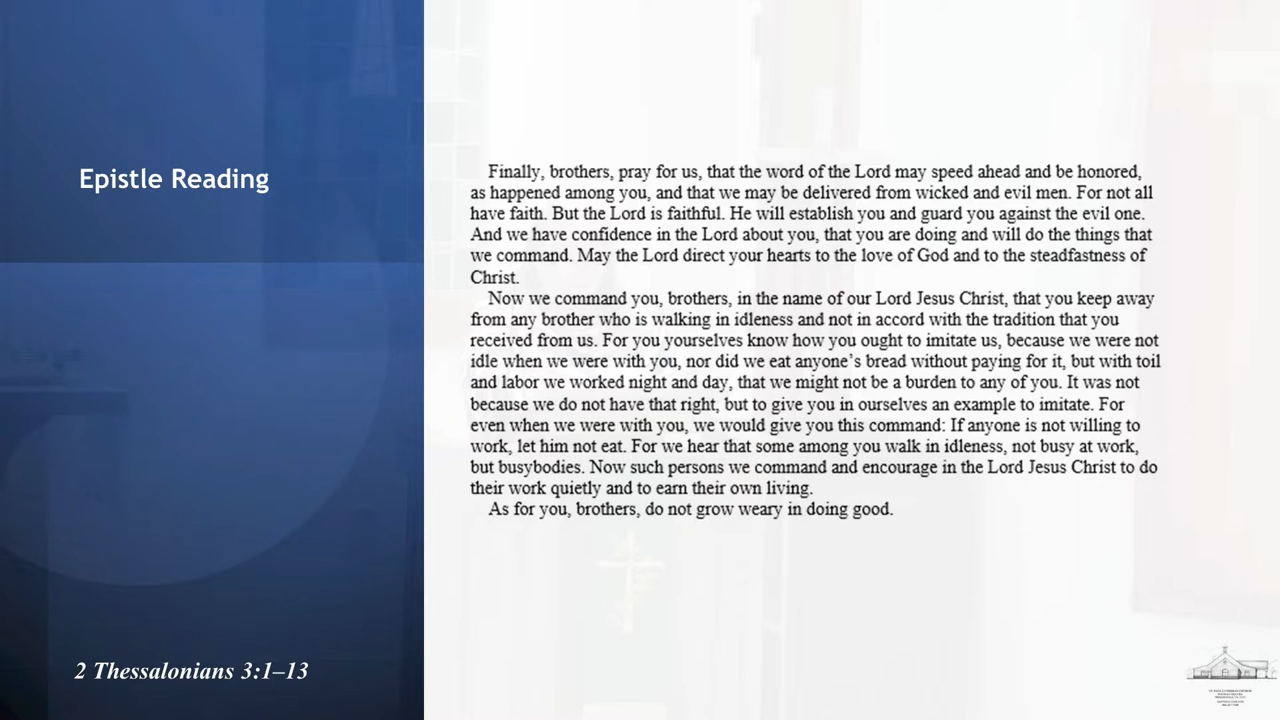 Epistle Reading
Finally, brothers, pray for us, that the word of the Lord may speed ahead and be honored,
as happened among you, and that we may be delivered from wicked and evil men. For not all
have faith. But the Lord is faithful. He will establish you and guard you against the evil one.
And we have confidence in the Lord about you, that you are doing and will do the things that
we command. May the Lord direct your hearts to the love of God and to the steadfastness of
Christ.
Now we command you, brothers, in the name of our Lord Jesus Christ, that you keep away
from any brother who is walking in idleness and not in accord with the tradition that you
received from us. For you yourselves know how you ought to imitate us, because we were not
idle when we were with you, nor did we eat anyone’s bread without paying for it, but with toil
and labor we worked night and day, that we might not be a burden to any of you. It was not
because we do not have that right, but to give you in ourselves an example to imitate. For
even when we were with you, we would give you this command: If anyone is not willing to
work, let him not eat. For we hear that some among you walk in idleness, not busy at work,
but busybodies. Now such persons we command and encourage in the Lord Jesus Christ to do
their work quietly and to earn their own living.
As for you, brothers, do not grow weary in doing good.
2 Thessalonians 3:1–13